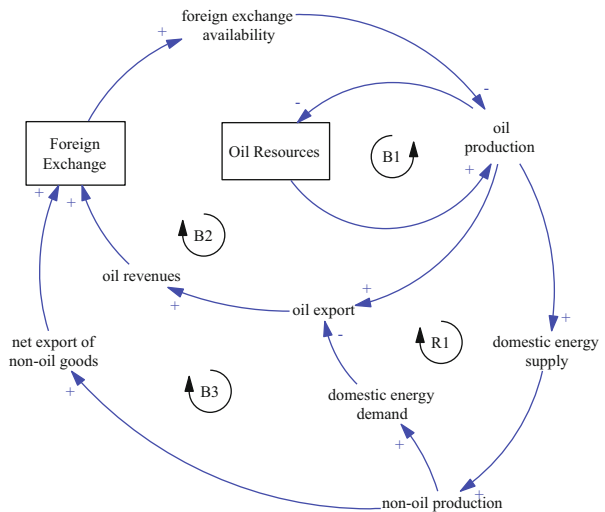 foreign exchange
availability
+
-
-
Foreign
Exchange
Oil Resources
B1
oil
production
+
+
+
B2
oil revenues
+
+
oil export
-
R1
+
net export of
non-oil goods
domestic energy
supply
+
B3
domestic energy
demand
+
+
non-oil production